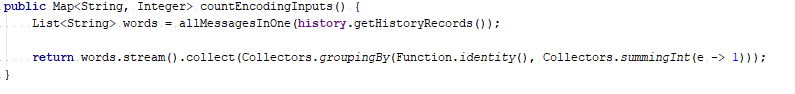 public Map<String, Integer> countEncodingInputs() {
    List<String> words = allMessagesInOne(history.getHistoryRecords());
    return words.stream().collect(Collectors.groupingBy(Function.identity(), Collectors.summingInt(e -> 1)));
}